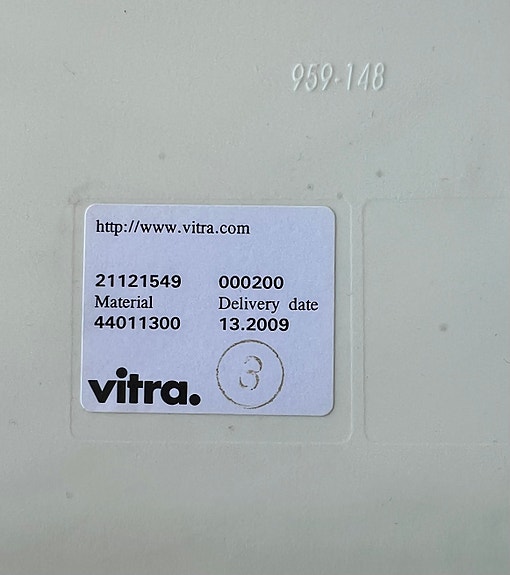 959-148
http://www.vitra.com
21121549 000200
Material Delivery date
44011300 13.2009
3
vitra.